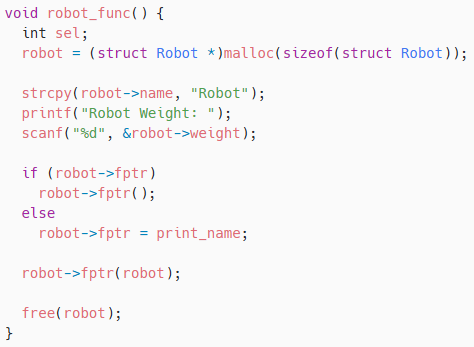 void robot_func() {
  int sel;
  robot = (struct Robot *)malloc(sizeof(struct Robot));

  strcpy(robot->name, "Robot");
  printf("Robot Weight: ");
  scanf("%d", &robot->weight);

  if (robot->fptr)
    robot->fptr();
  else
    robot->fptr = print_name;

  robot->fptr(robot);

  free(robot);
}